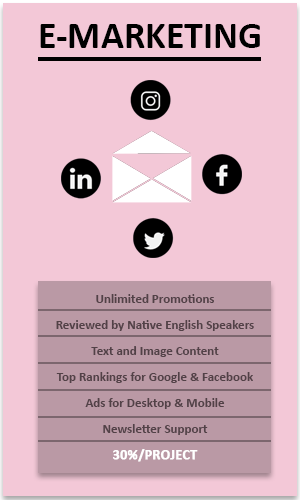 E-MARKETING
in
f
Unlimited Promotions
Reviewed by Native English Speakers
Text and Image Content
Top Rankings for Google & Facebook
Ads for Desktop & Mobile
Newsletter Support
30%/PROJECT